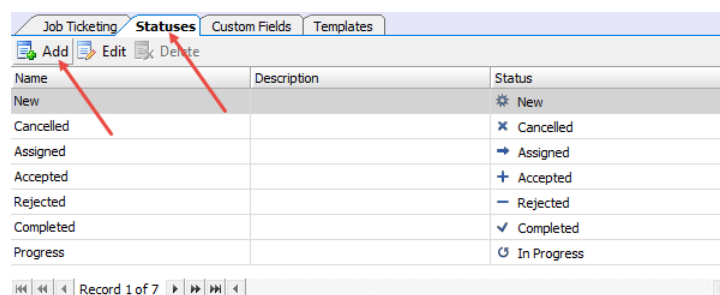 Job Ticketing Statuses Custom Fields Templates
Add Edit Delete
Name Description Status
New New
Cancelled Cancelled
Assigned Assigned
Accepted Accepted
Rejected Rejected
Completed Completed
Progress In Progress
Record 1 of 7